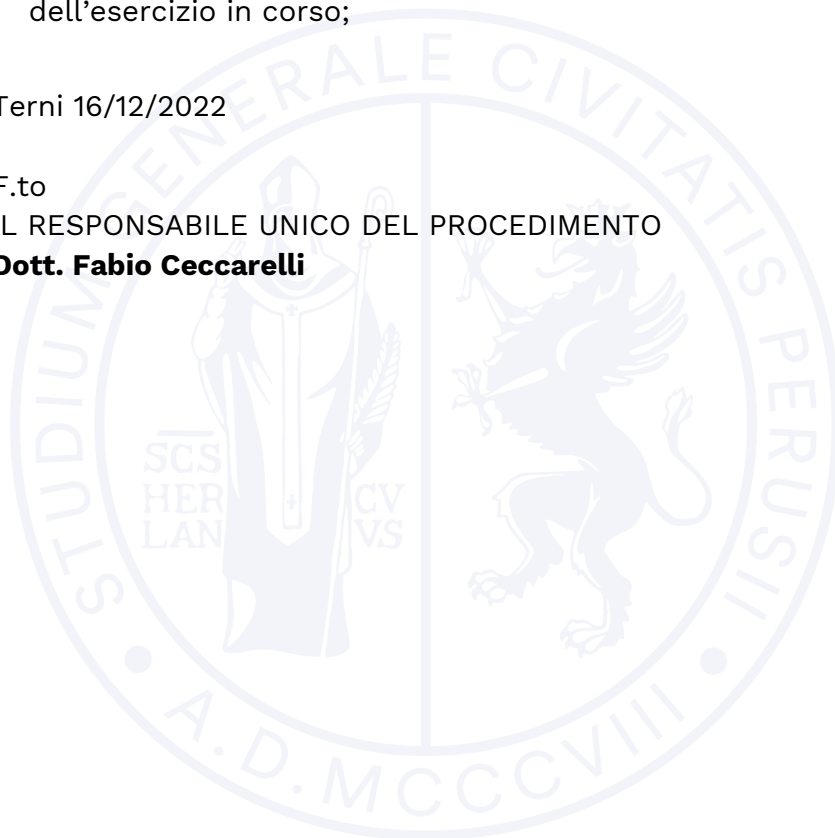 dell’esercizio in corso;
Terni 16/12/2022
F.to
IL RESPONSABILE UNICO DEL PROCEDIMENTO
Dott. Fabio Ceccarelli
STUDIUM GENERALE CIVITATIS PERUSII
SCS
HER
LAN
CV
VS
A.D.MCCCVIII